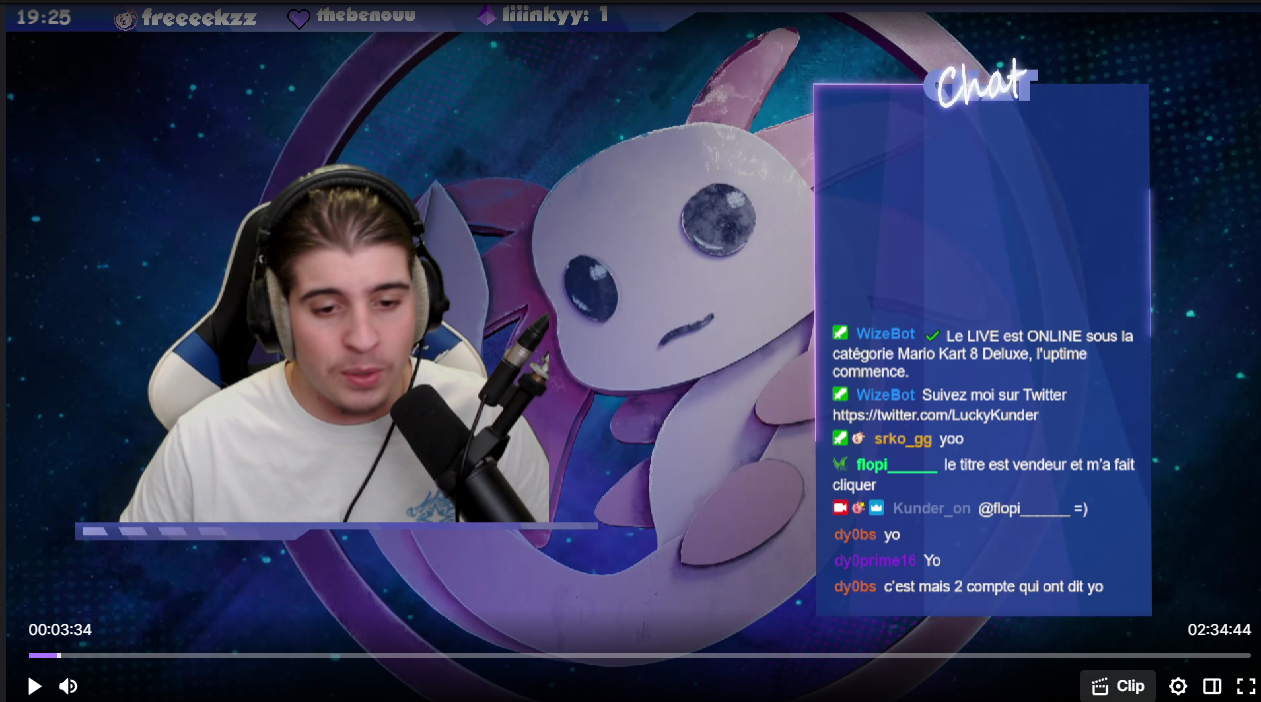 19:25 freeeekzz thebenouu liiinkyy: 1
Chat
WizeBot Le LIVE est ONLINE sous la
catégorie Mario Kart 8 Deluxe, l'uptime
commence.
WizeBot Suivez moi sur Twitter
https://twitter.com/LuckyKunder
srko_gg yoo
flopi______ le titre est vendeur et m'a fait
cliquer
Kunder_on @flopi______ =)
dy0bs yo
dy0prime16 Yo
dy0bs c'est mais 2 compte qui ont dit yo
00:03:34
02:34:44
Clip